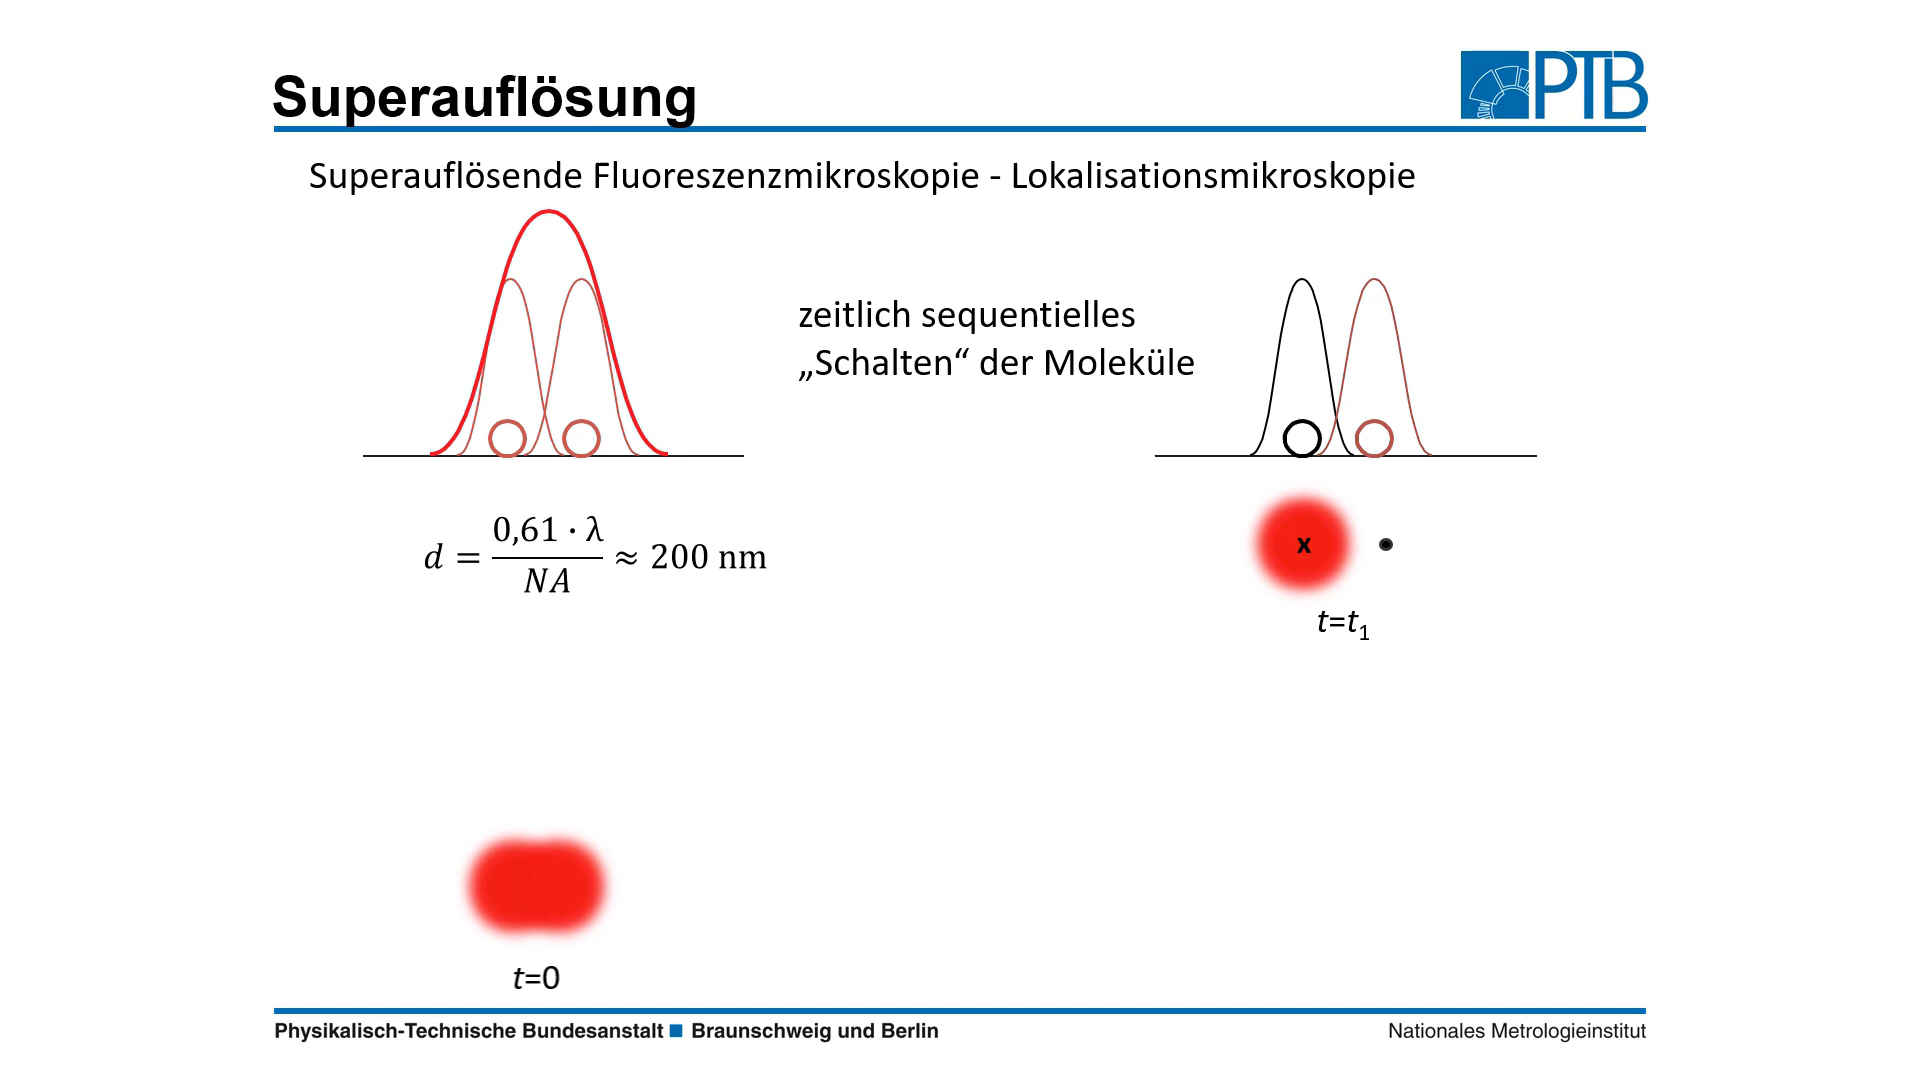 Superauflösung
PTB
Superauflösende Fluoreszenzmikroskopie - Lokalisationsmikroskopie
zeitlich sequentielles
„Schalten“ der Moleküle
d = 0,61 · λ / NA ≈ 200 nm
x
t=t₁
t=0
Physikalisch-Technische Bundesanstalt ■ Braunschweig und Berlin
Nationales Metrologieinstitut